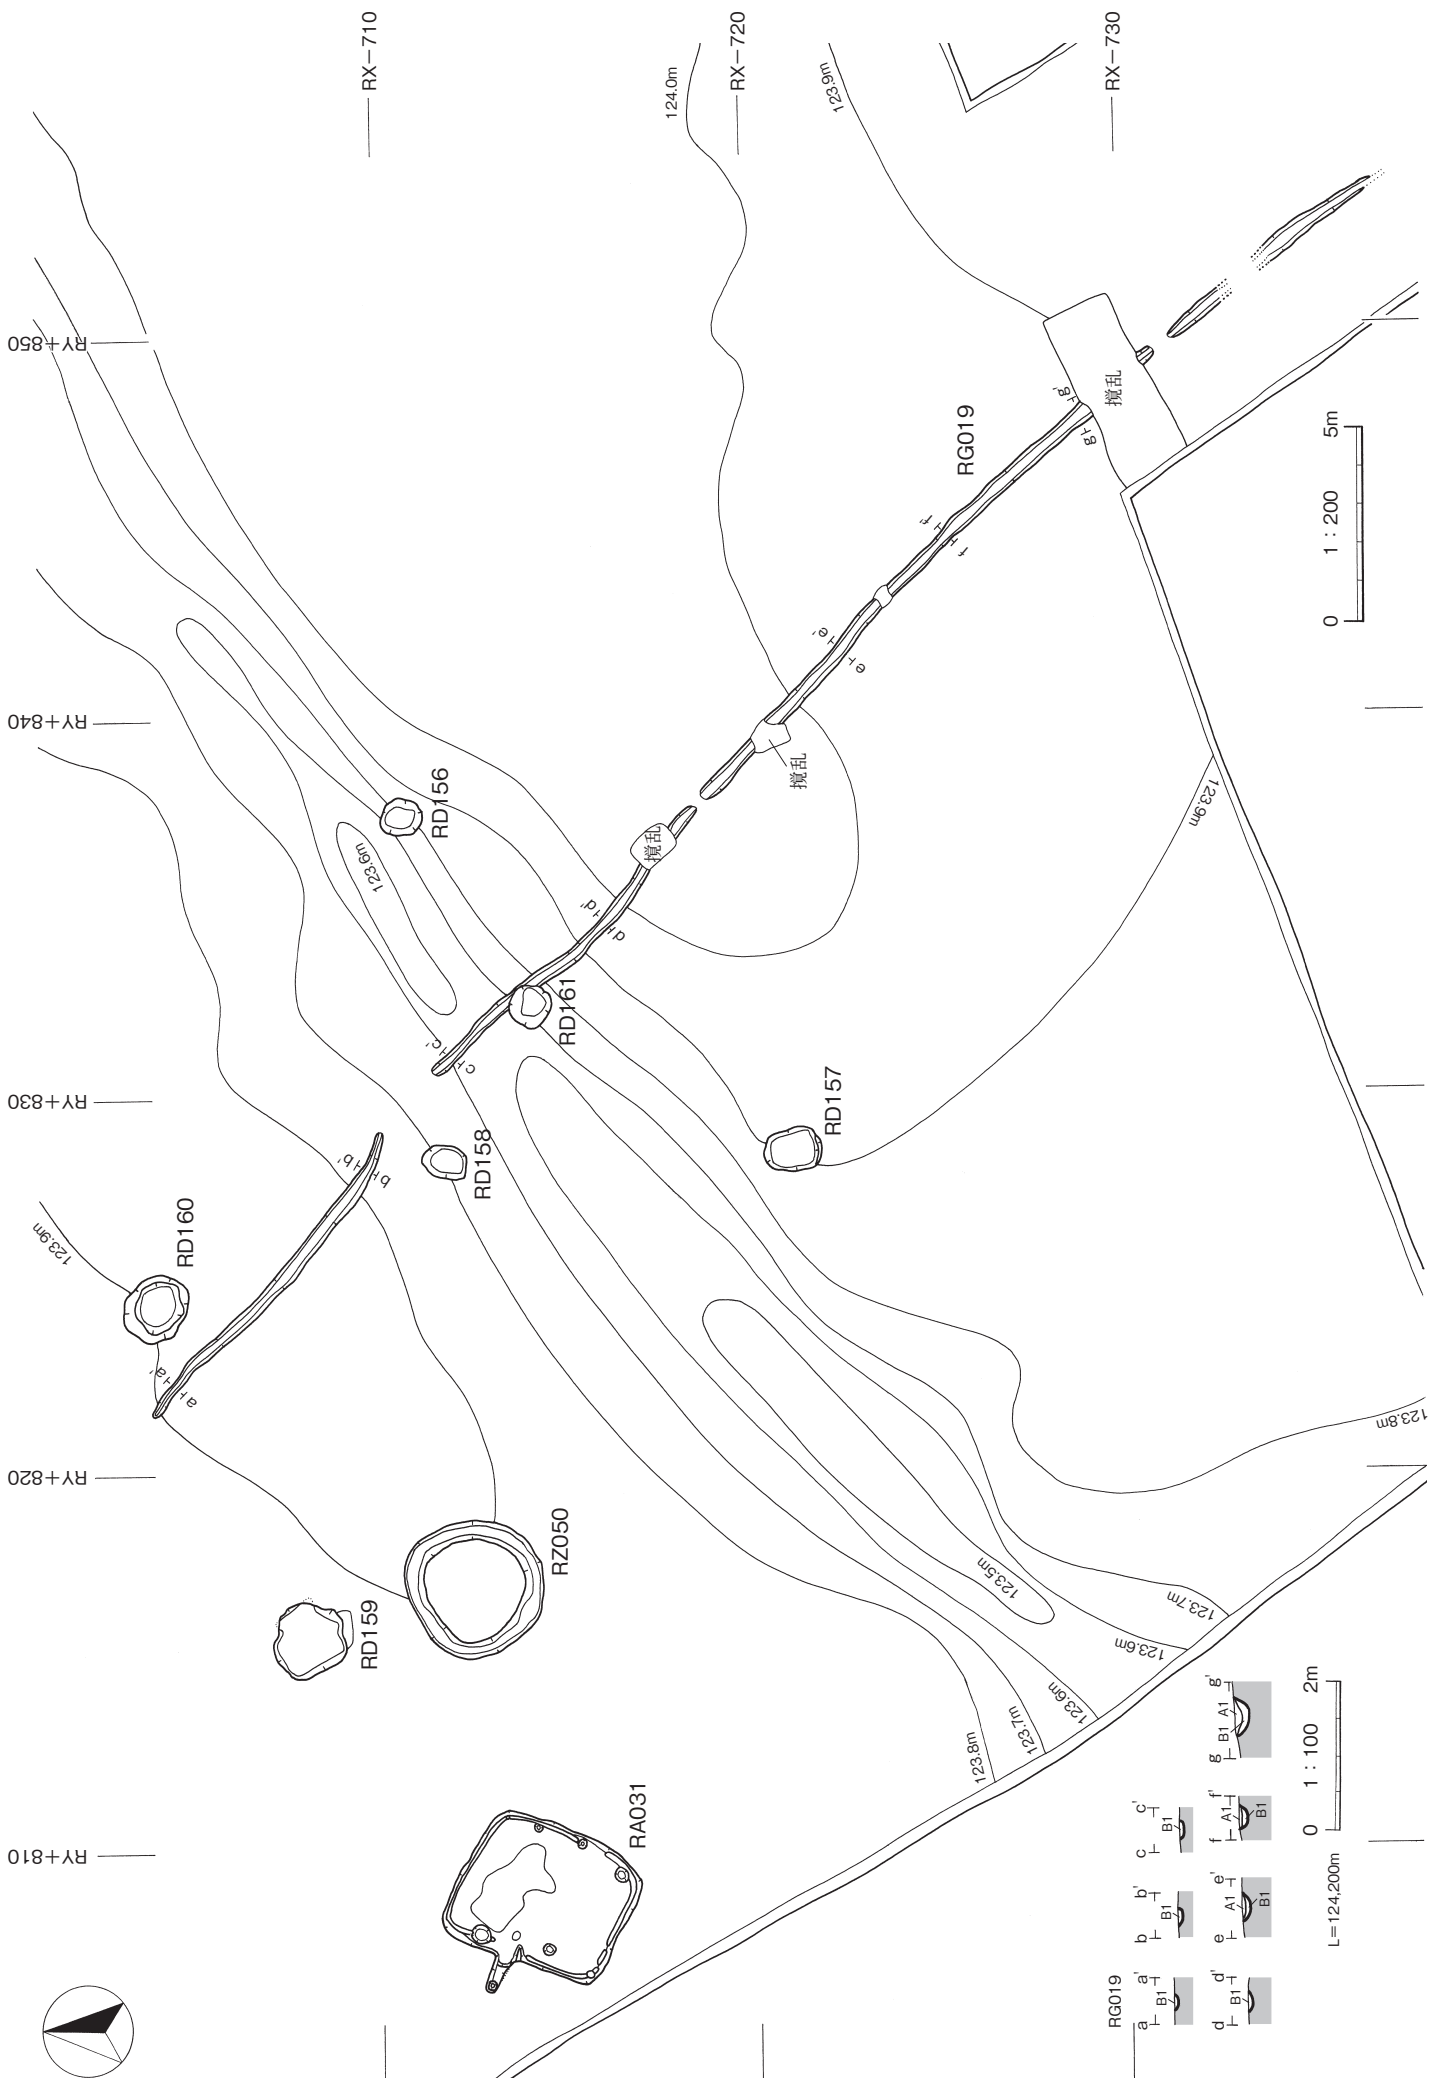 RX−710
RX−720
RX−730
124.0m
123.9m
RY+850
RY+840
RY+830
RY+820
RY+810
RG019
g'
g
撹乱
f'
f
e'
e
撹乱
撹乱
RD156
123.6m
d'
d
RD161
c'
c
RD158
RD157
123.9m
b'
b
RD160
123.9m
a'
a
RZ050
RD159
RA031
123.5m
123.8m
123.7m
123.6m
123.6m
123.7m
123.8m
0 1：200 5m
RG019
a a'
B1
b b'
B1
c c'
B1
d d'
B1
e e'
A1
B1
f f'
A1
B1
g g'
B1 A1
L＝124,200m
0 1：100 2m